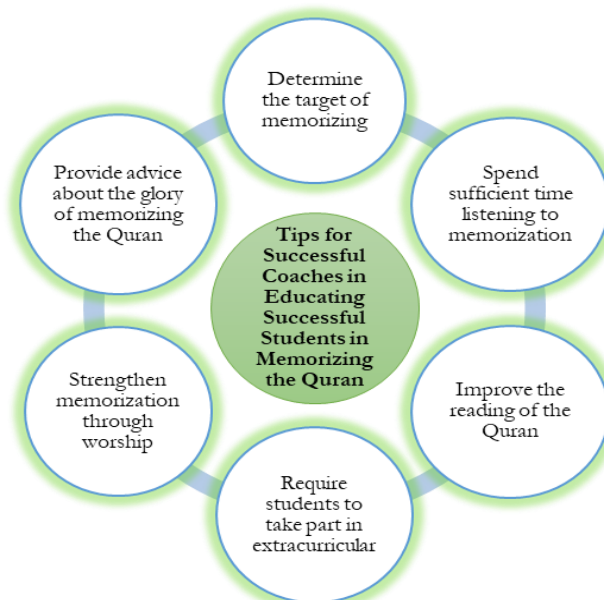 Determine
the target of
memorizing
Spend
sufficient time
listening to
memorization
Improve the
reading of the
Quran
Require
students to
take part in
extracurricular
Strengthen
memorization
through
worship
Provide advice
about the glory
of memorizing
the Quran
Tips for
Successful
Coaches in
Educating
Successful
Students in
Memorizing
the Quran